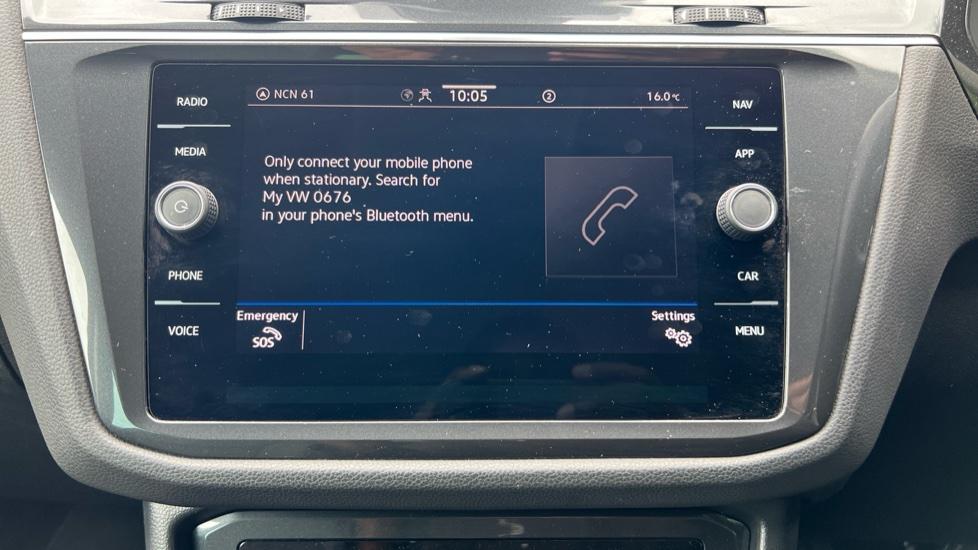 RADIO
MEDIA
PHONE
VOICE
NCN 61
10:05
2
16.0°C
Only connect your mobile phone
when stationary. Search for
My VW 0676
in your phone's Bluetooth menu.
Emergency
SOS
Settings
NAV
APP
CAR
MENU